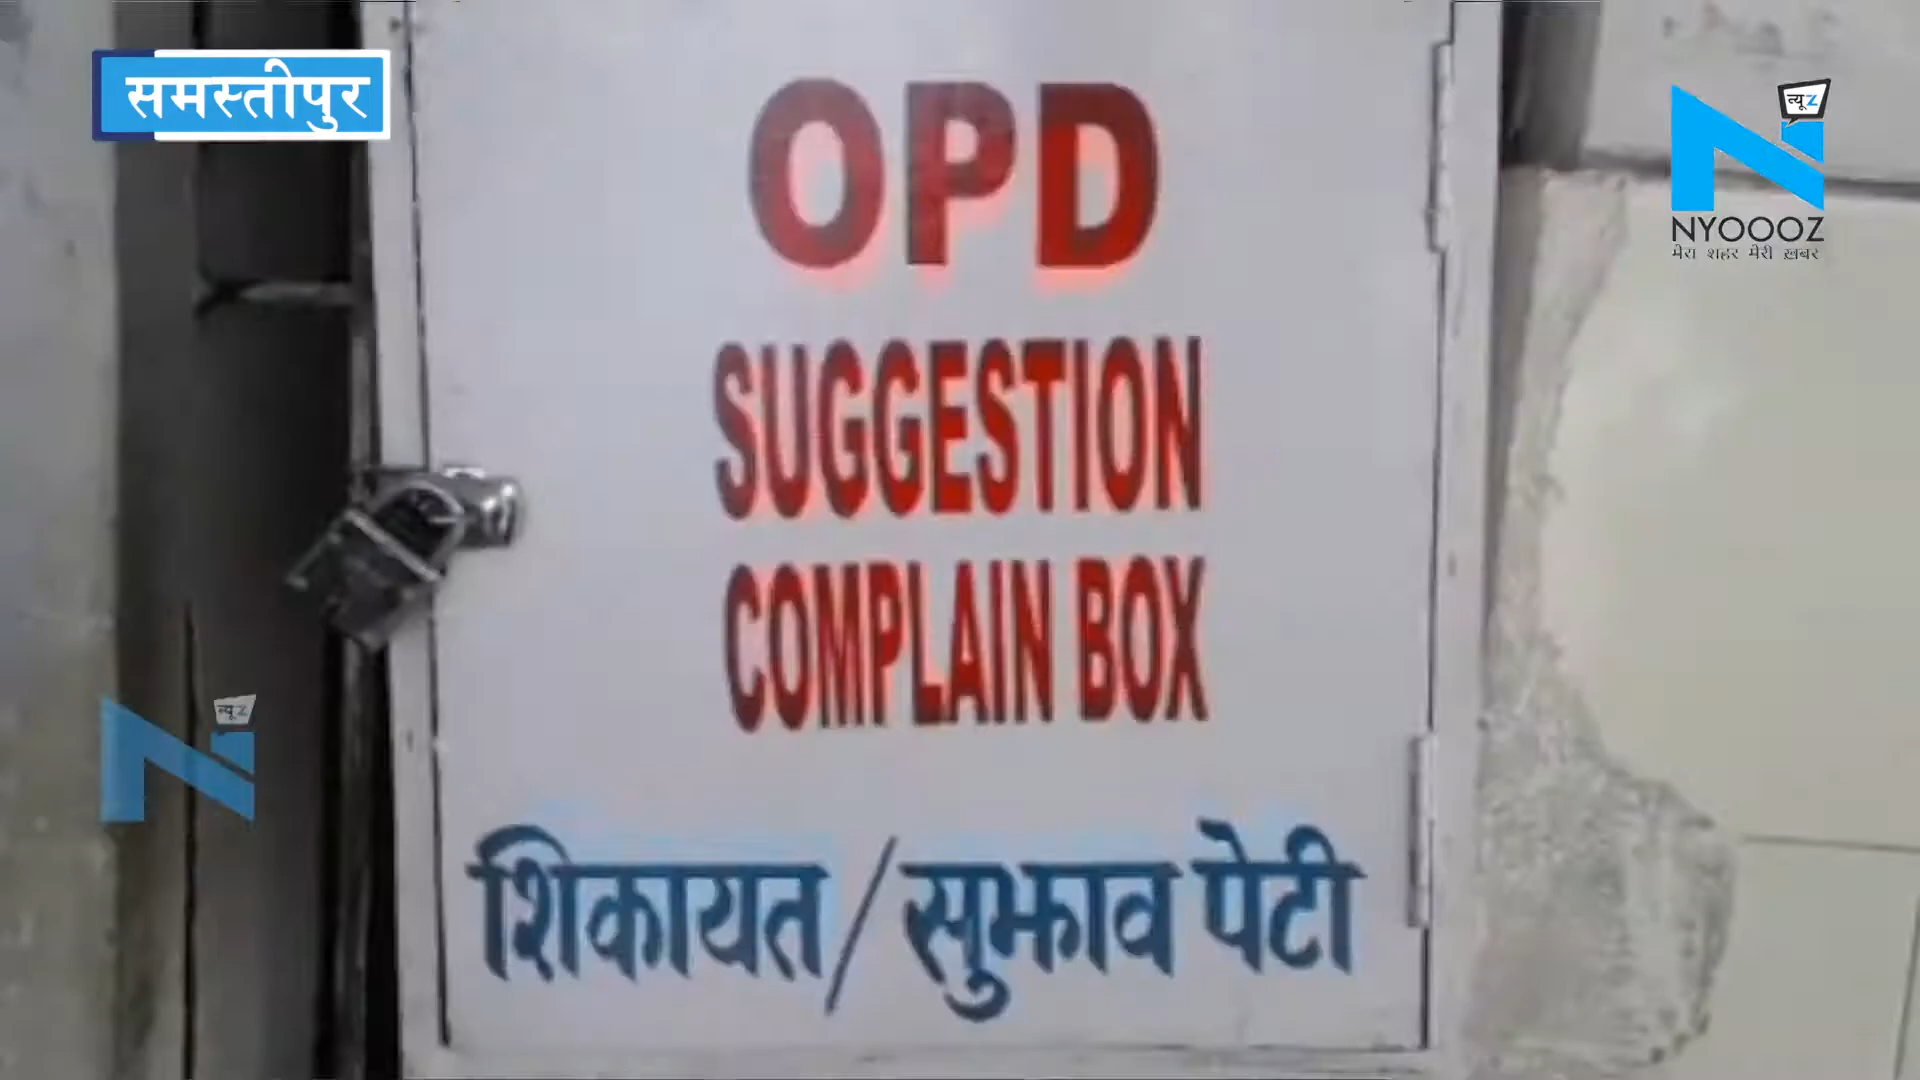 समस्तीपुर
न्यूZ
NYOOOZ
मेरा शहर मेरी ख़बर
OPD
SUGGESTION
COMPLAIN BOX
न्यूZ
शिकायत/सुझाव पेटी